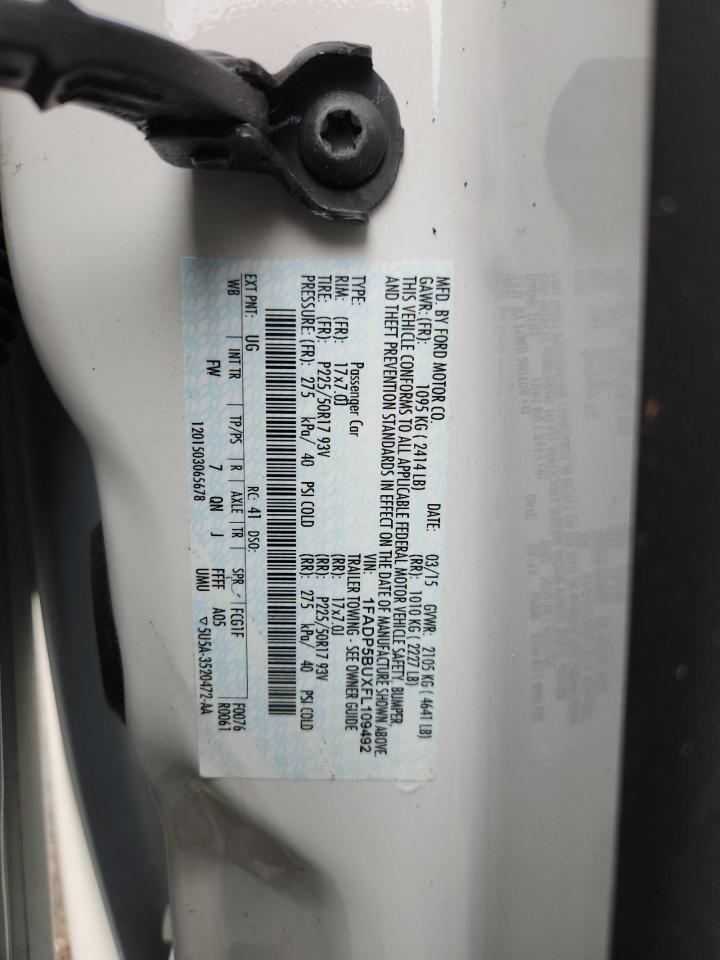 MFD. BY FORD MOTOR CO. DATE: 03/15 GVWR: 2105 KG ( 4641 LB)
GAWR: (FR): 1095 KG ( 2414 LB) (RR): 1010 KG ( 2227 LB)
THIS VEHICLE CONFORMS TO ALL APPLICABLE FEDERAL MOTOR VEHICLE SAFETY, BUMPER,
AND THEFT PREVENTION STANDARDS IN EFFECT ON THE DATE OF MANUFACTURE SHOWN ABOVE.
VIN: 1FADP5BUXFL109492
TYPE: Passenger Car TRAILER TOWING - SEE OWNER GUIDE
RIM: (FR): 17x7.0J (RR): 17x7.0J
TIRE: (FR): P225/50R17 93V (RR): P225/50R17 93V
PRESSURE: (FR): 275 kPa/ 40 PSI COLD (RR): 275 kPa/ 40 PSI COLD
EXT PNT: UG RC: 41 DSO: F0076
WB INT TR TP/PS R AXLE TR SPR FCG1F R0061
FW 7 QN J FFFF A05
UMU ▽5U5A-3520472-AA
1201503065678